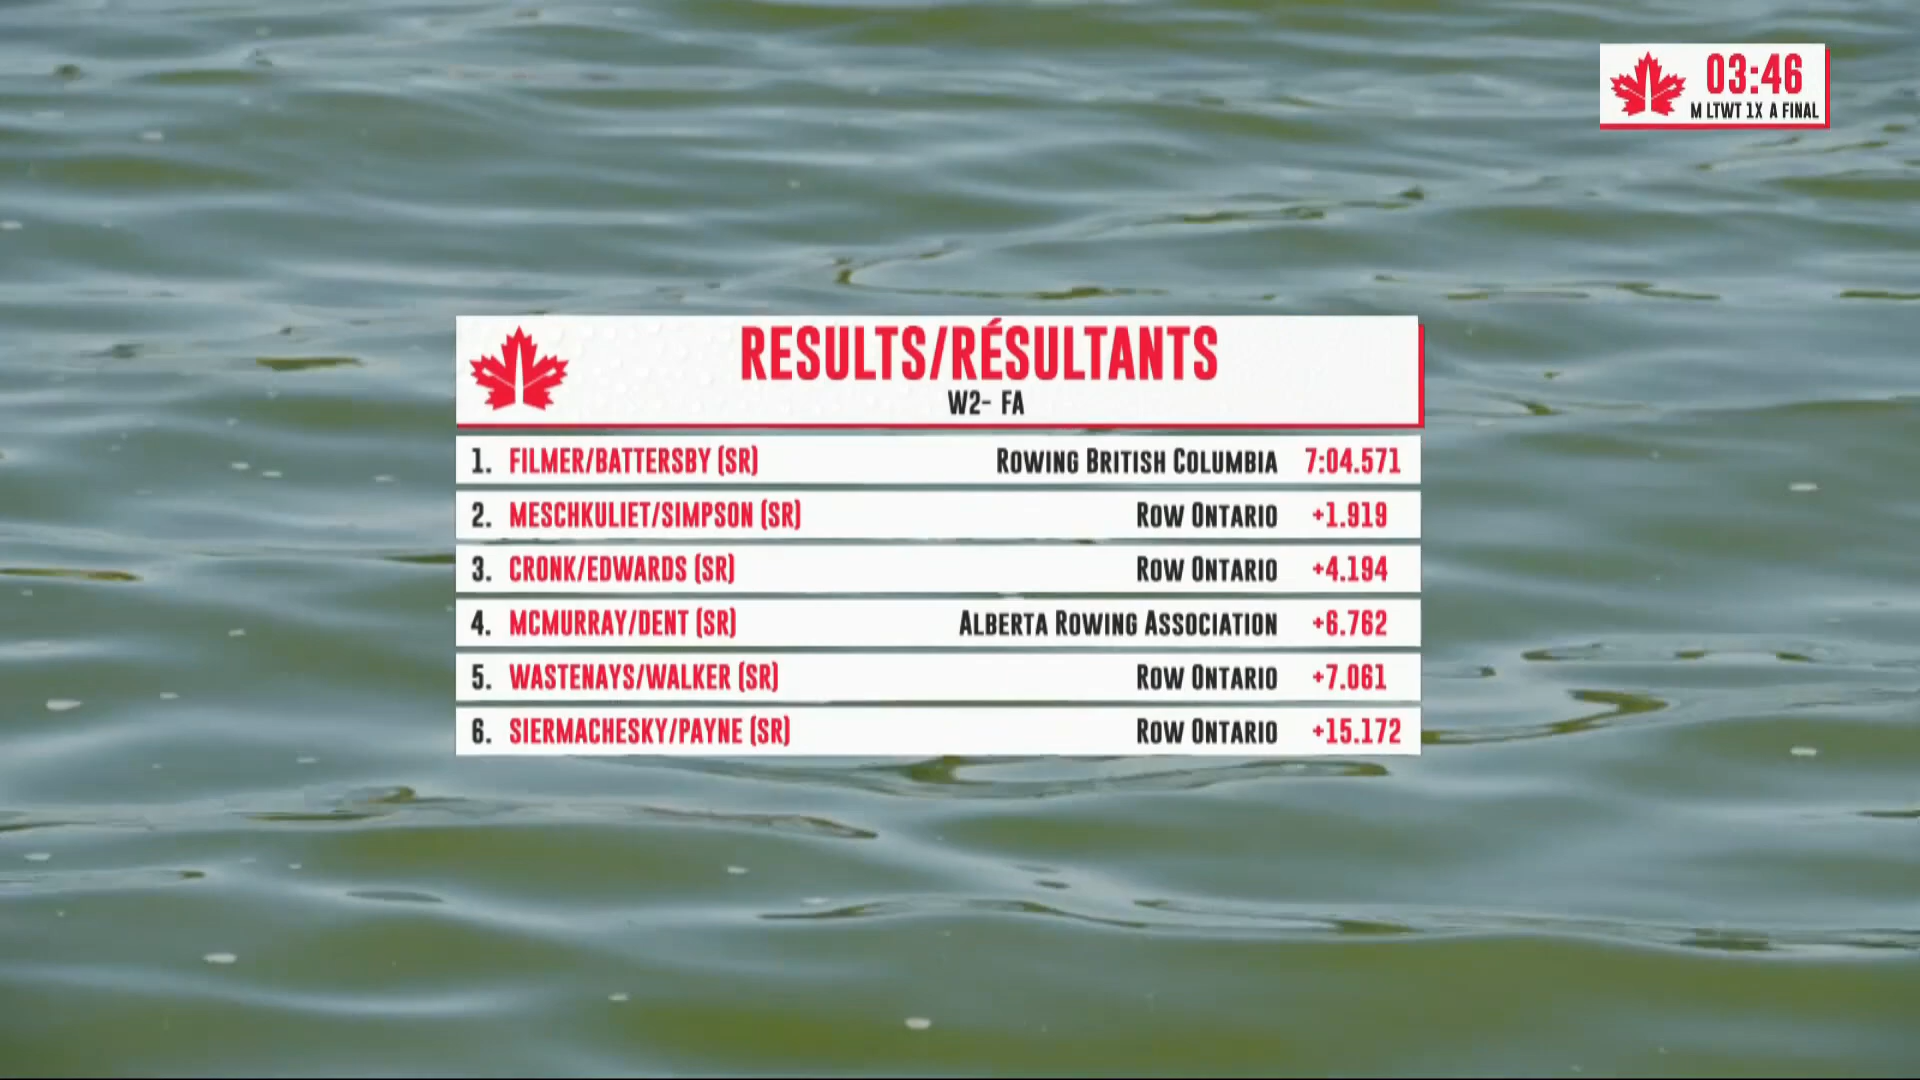 03:46
M LTWT 1X A FINAL
RESULTS/RÉSULTANTS
W2- FA
1. FILMER/BATTERSBY (SR) ROWING BRITISH COLUMBIA 7:04.571
2. MESCHKULIET/SIMPSON (SR) ROW ONTARIO +1.919
3. CRONK/EDWARDS (SR) ROW ONTARIO +4.194
4. MCMURRAY/DENT (SR) ALBERTA ROWING ASSOCIATION +6.762
5. WASTENAYS/WALKER (SR) ROW ONTARIO +7.061
6. SIERMACHESKY/PAYNE (SR) ROW ONTARIO +15.172